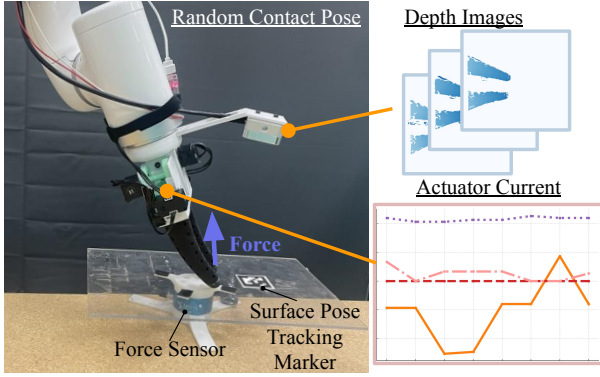 Random Contact Pose
Depth Images
Actuator Current
Force
Surface Pose
Tracking
Marker
Force Sensor